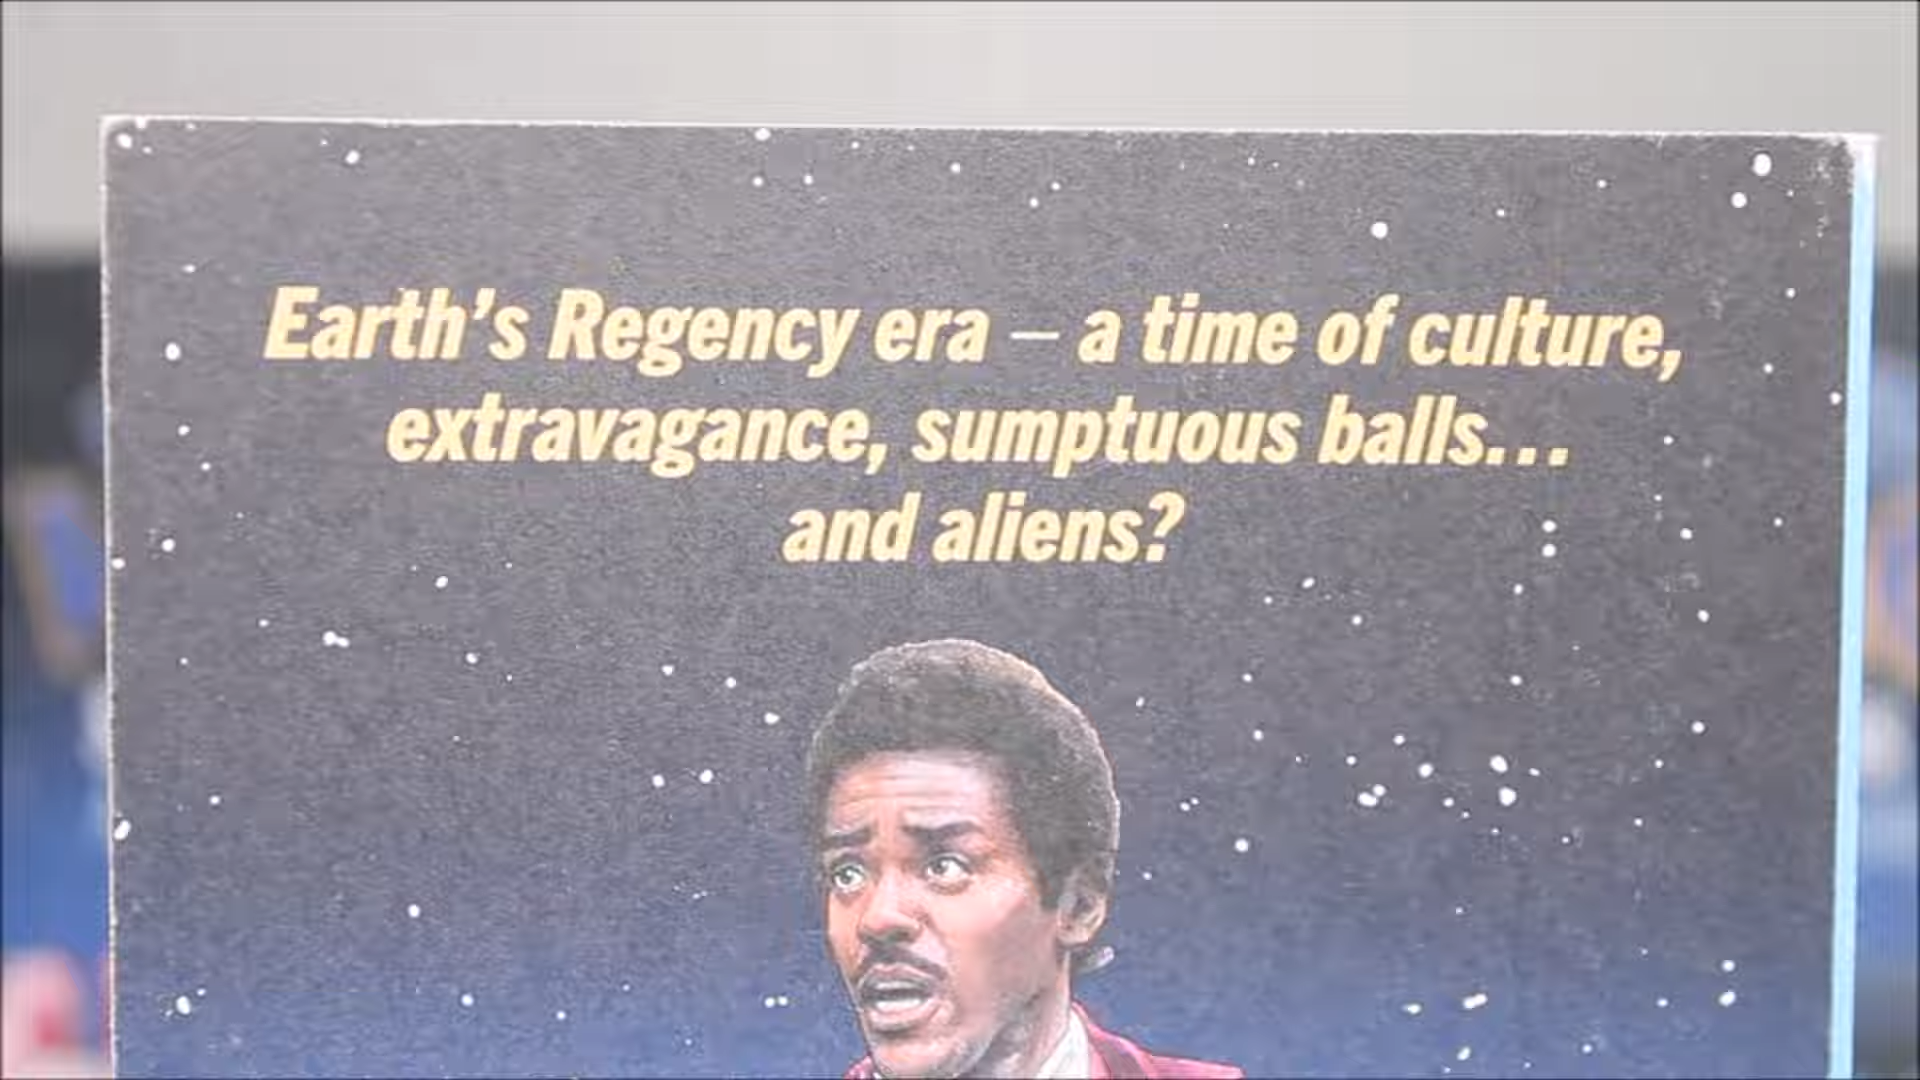 Earth's Regency era – a time of culture,
extravagance, sumptuous balls...
and aliens?